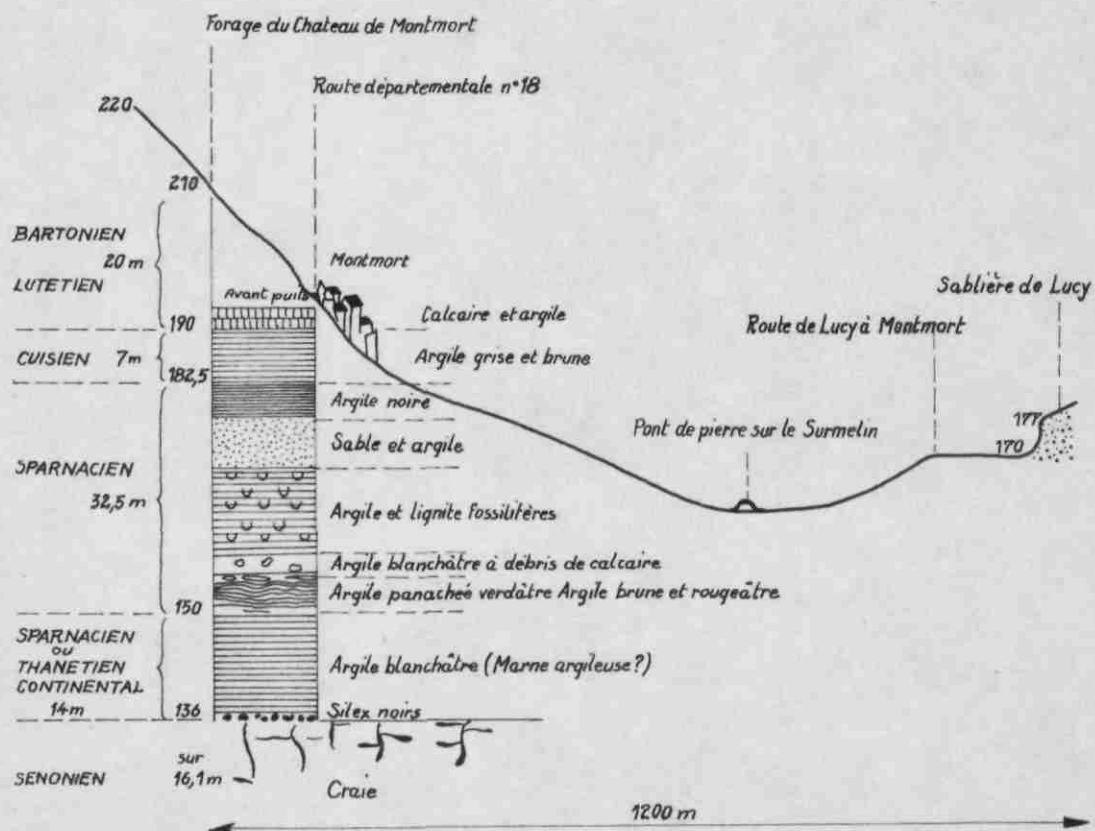 Forage du Chateau de Montmort
Route départementale n°18
220
210
BARTONIEN
20 m
LUTETIEN
Montmort
Avant puits
Sablière de Lucy
190
Calcaire et argile
Route de Lucy à Montmort
CUISIEN 7m
Argile grise et brune
182,5
Argile noire
177
170
Pont de pierre sur le Surmelin
Sable et argile
SPARNACIEN
32,5 m
Argile et lignite Fossilifères
Argile blanchâtre à débris de calcaire
Argile panacheé verdâtre Argile brune et rougeâtre
150
SPARNACIEN
OU
THANETIEN
CONTINENTAL
14m
Argile blanchâtre (Marne argileuse?)
136
Silex noirs
SENONIEN
sur
16,1m
Craie
1200 m